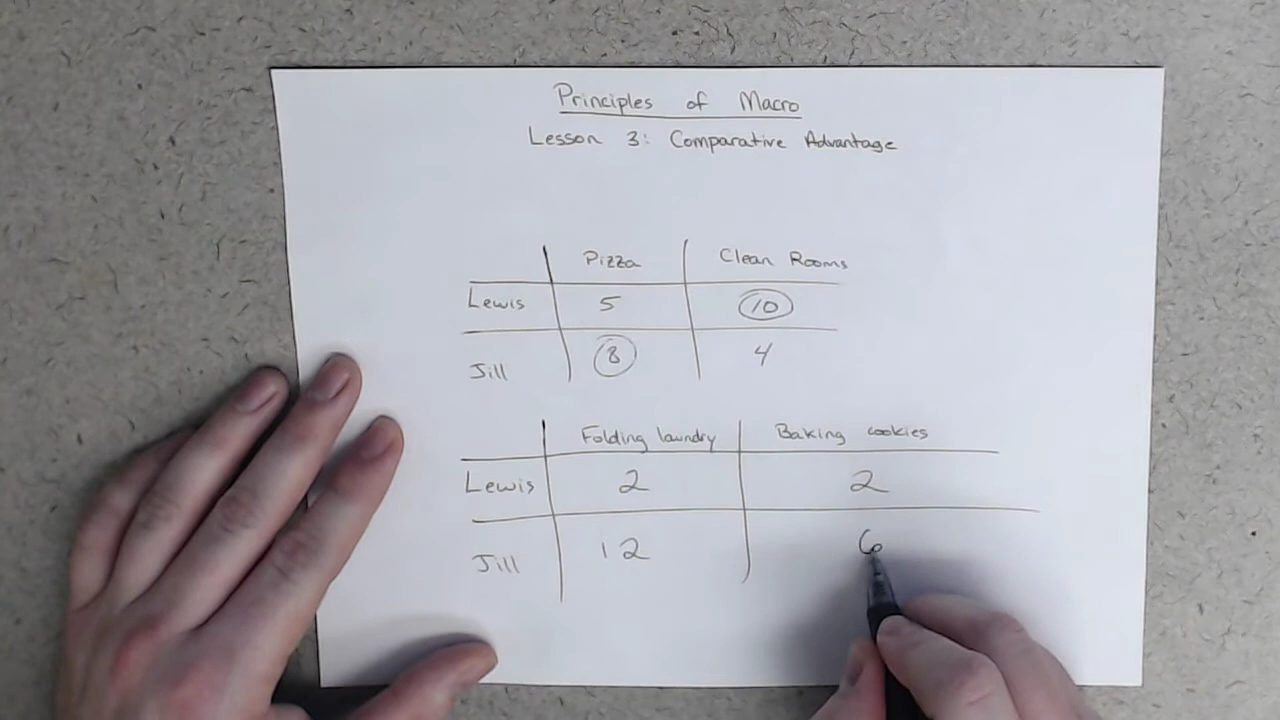 Principles of Macro
Lesson 3: Comparative Advantage
Pizza Clean Rooms
Lewis 5 10
Jill 8 4
Folding laundry Baking cookies
Lewis 2 2
Jill 12 6